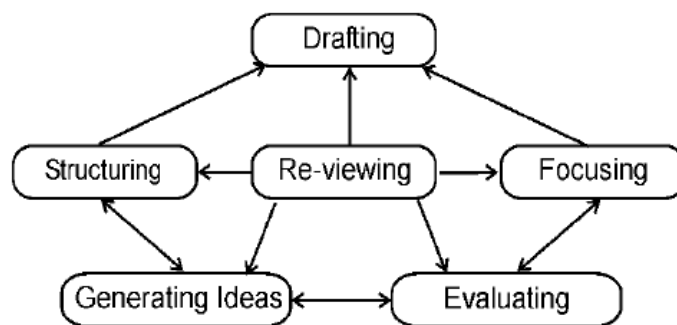 Drafting
Structuring
Re-viewing
Focusing
Generating Ideas
Evaluating